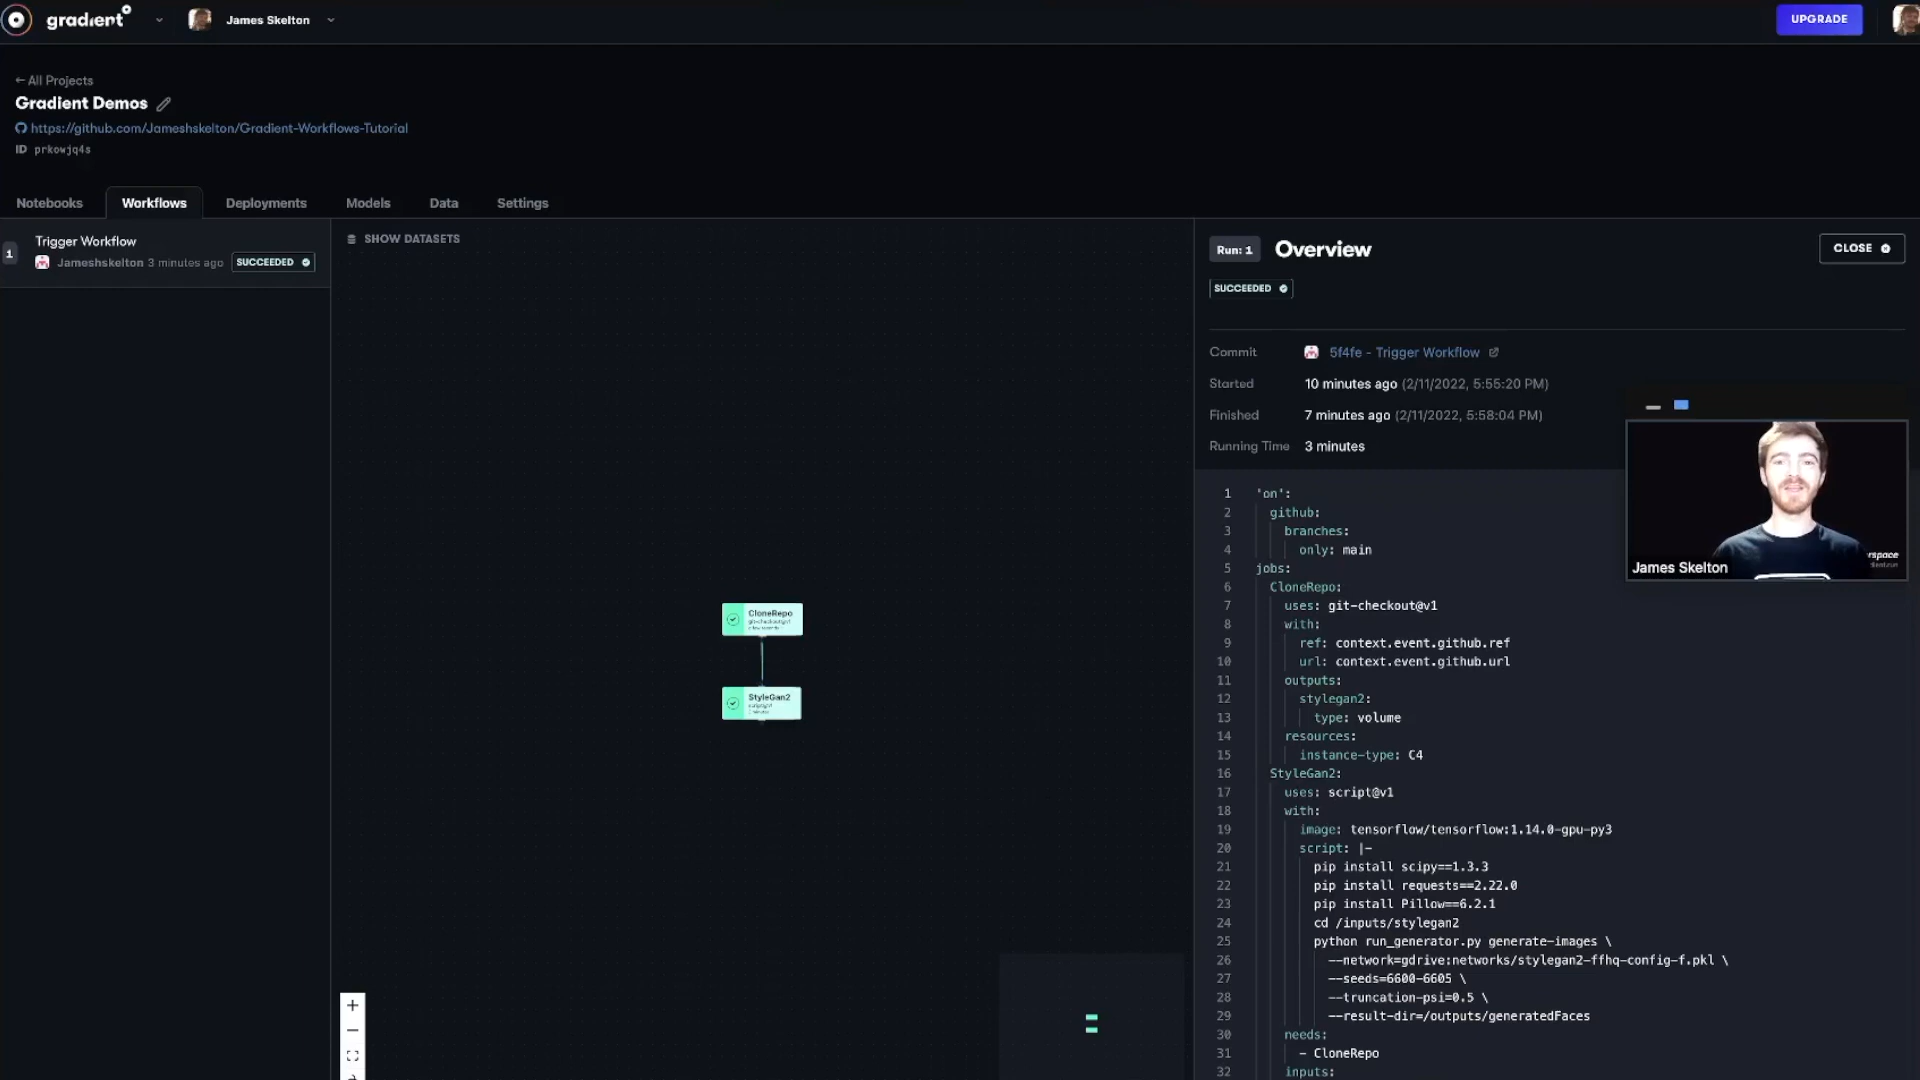 gradient
James Skelton
UPGRADE
← All Projects
Gradient Demos
https://github.com/Jameshskelton/Gradient-Workflows-Tutorial
ID prkowjq4s
Notebooks Workflows Deployments Models Data Settings
1 Trigger Workflow
Jameshskelton 3 minutes ago SUCCEEDED
SHOW DATASETS
CloneRepo
git-checkout@v1
a few seconds
StyleGan2
script@v1
Run: 1 Overview
CLOSE
SUCCEEDED
Commit 5f4fe - Trigger Workflow
Started 10 minutes ago (2/11/2022, 5:55:20 PM)
Finished 7 minutes ago (2/11/2022, 5:58:04 PM)
Running Time 3 minutes
James Skelton
1 'on':
2 github:
3 branches:
4 only: main
5 jobs:
6 CloneRepo:
7 uses: git-checkout@v1
8 with:
9 ref: context.event.github.ref
10 url: context.event.github.url
11 outputs:
12 stylegan2:
13 type: volume
14 resources:
15 instance-type: C4
16 StyleGan2:
17 uses: script@v1
18 with:
19 image: tensorflow/tensorflow:1.14.0-gpu-py3
20 script: |-
21 pip install scipy==1.3.3
22 pip install requests==2.22.0
23 pip install Pillow==6.2.1
24 cd /inputs/stylegan2
25 python run_generator.py generate-images \
26 --network=gdrive:networks/stylegan2-ffhq-config-f.pkl \
27 --seeds=6600-6605 \
28 --truncation-psi=0.5 \
29 --result-dir=/outputs/generatedFaces
30 needs:
31 - CloneRepo
32 inputs: